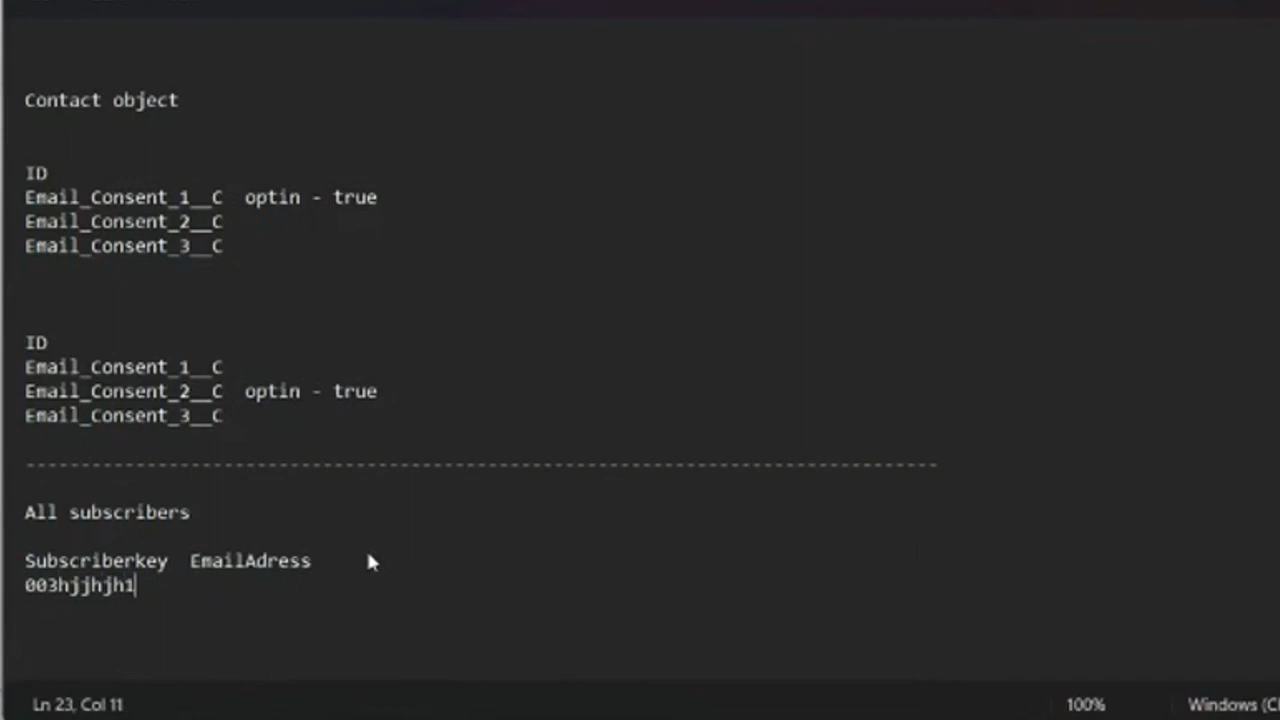 Contact object
ID
Email_Consent_1__C  optin - true
Email_Consent_2__C
Email_Consent_3__C
ID
Email_Consent_1__C
Email_Consent_2__C  optin - true
Email_Consent_3__C
--------------------------------------------------------------------------------
All subscribers
Subscriberkey  EmailAdress
003hjjhjh1
Ln 23, Col 11
100%
Windows (C